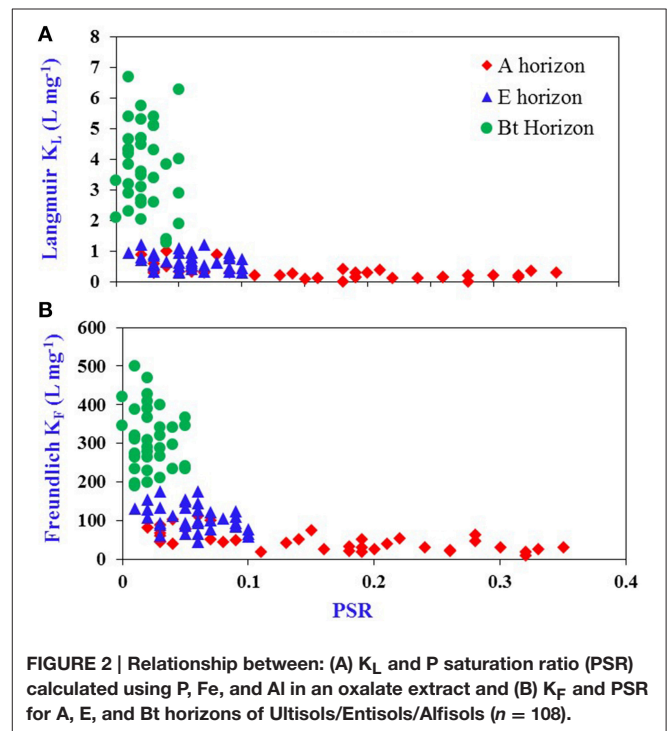 A
8
7
6
5
4
3
2
1
0
Langmuir K_L (L mg⁻¹)
A horizon
E horizon
Bt Horizon
B
600
500
400
300
200
100
0
Freundlich K_F (L mg⁻¹)
0
0.1
0.2
0.3
0.4
PSR
FIGURE 2 | Relationship between: (A) K_L and P saturation ratio (PSR)
calculated using P, Fe, and Al in an oxalate extract and (B) K_F and PSR
for A, E, and Bt horizons of Ultisols/Entisols/Alfisols (n = 108).